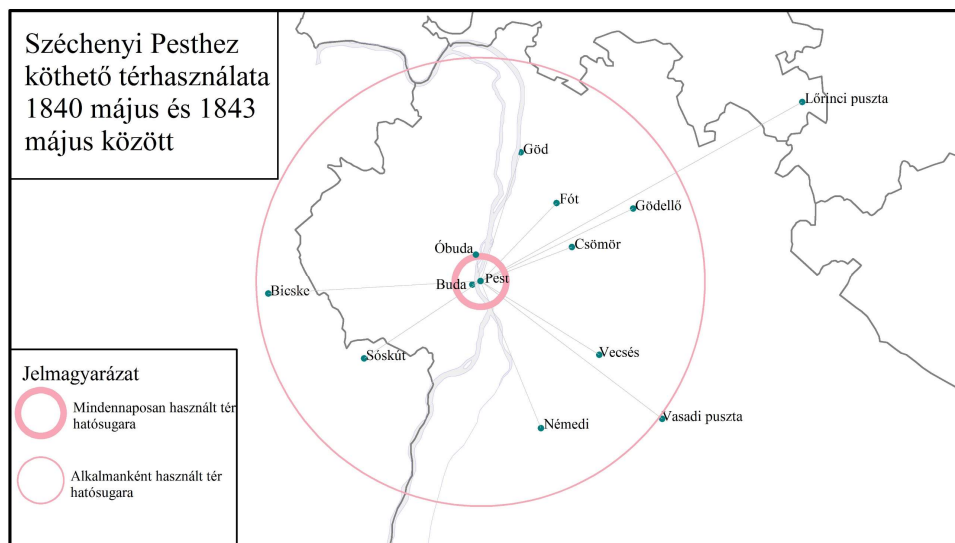 Széchenyi Pesthez
köthető térhasználata
1840 május és 1843
május között
Lőrinci puszta
Göd
Fót
Gödellő
Csömör
Óbuda
Pest
Buda
Bicske
Sóskút
Vecsés
Vasadi puszta
Némedi
Jelmagyarázat
Mindennaposan használt tér
hatósugara
Alkalmanként használt tér
hatósugara